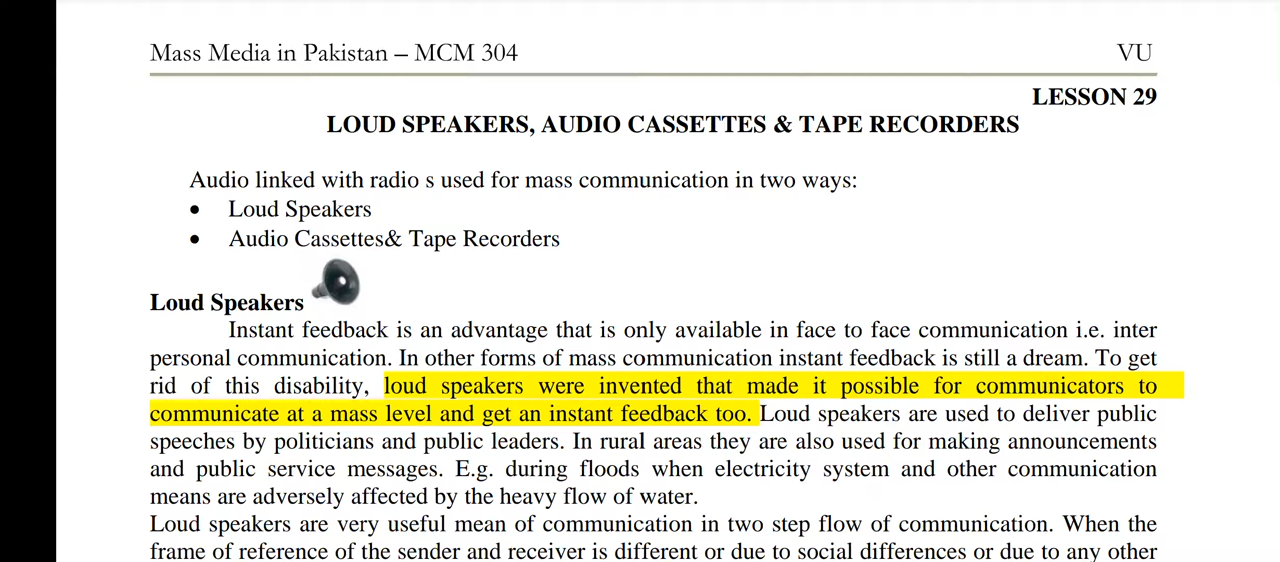 Mass Media in Pakistan – MCM 304 VU
LESSON 29
LOUD SPEAKERS, AUDIO CASSETTES & TAPE RECORDERS
Audio linked with radio s used for mass communication in two ways:
• Loud Speakers
• Audio Cassettes& Tape Recorders
Loud Speakers
Instant feedback is an advantage that is only available in face to face communication i.e. inter
personal communication. In other forms of mass communication instant feedback is still a dream. To get
rid of this disability, loud speakers were invented that made it possible for communicators to
communicate at a mass level and get an instant feedback too. Loud speakers are used to deliver public
speeches by politicians and public leaders. In rural areas they are also used for making announcements
and public service messages. E.g. during floods when electricity system and other communication
means are adversely affected by the heavy flow of water.
Loud speakers are very useful mean of communication in two step flow of communication. When the
frame of reference of the sender and receiver is different or due to social differences or due to any other